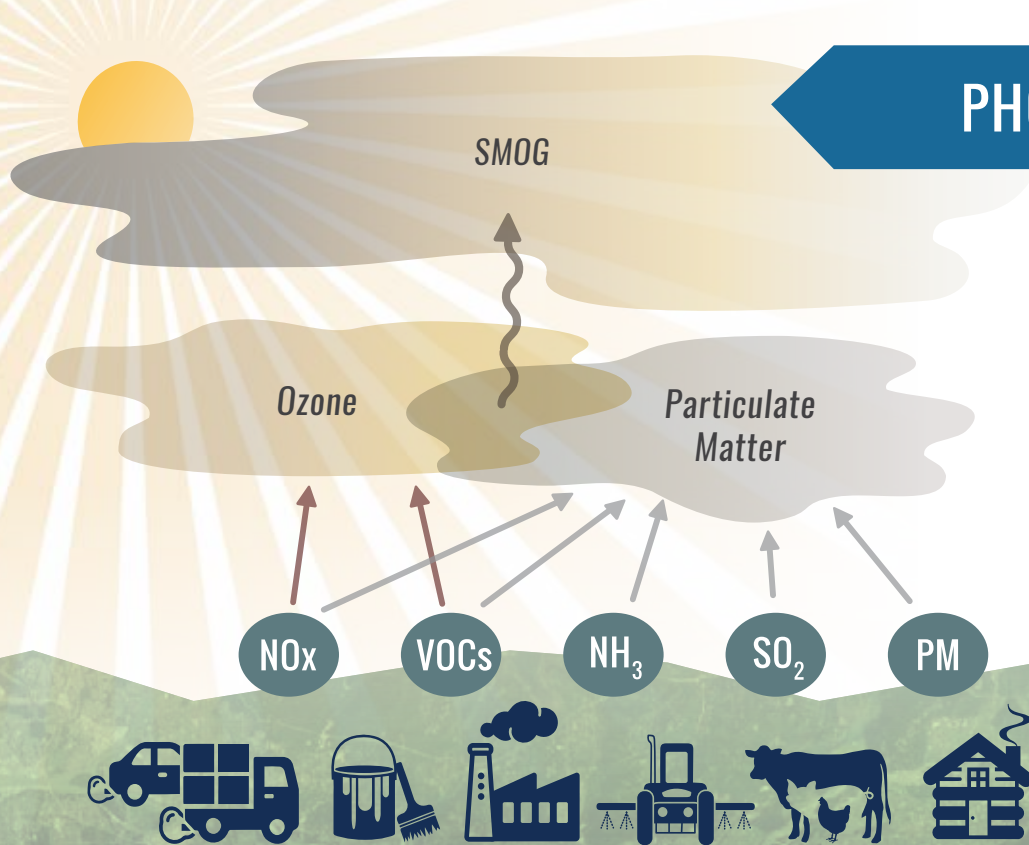 SMOG
Ozone
Particulate
Matter
NOx
VOCs
NH₃
SO₂
PM